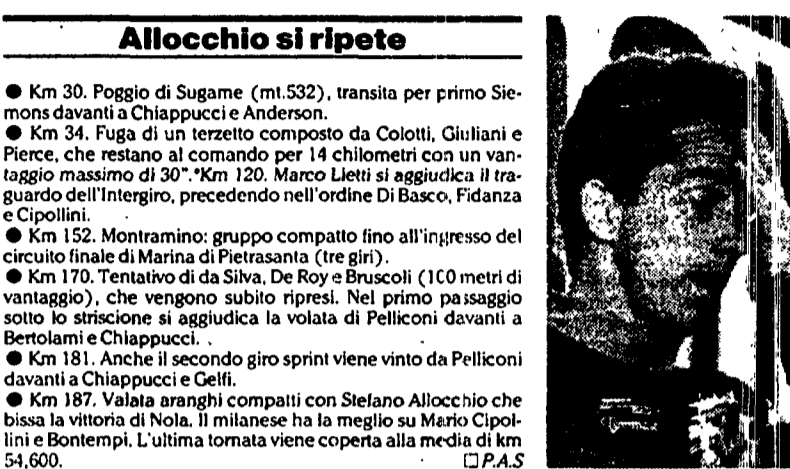 Allocchio si ripete
● Km 30. Poggio di Sugame (mt.532), transita per primo Sie-
mons davanti a Chiappucci e Anderson.
● Km 34. Fuga di un terzetto composto da Colotti, Giuliani e
Pierce, che restano al comando per 14 chilometri con un van-
taggio massimo di 30".*Km 120. Marco Lietti si aggiudica il tra-
guardo dell'Intergiro, precedendo nell'ordine Di Basco, Fidanza
e Cipollini.
● Km 152. Montramino: gruppo compatto fino all'ingresso del
circuito finale di Marina di Pietrasanta (tre giri).
● Km 170. Tentativo di da Silva, De Roy e Bruscoli (100 metri di
vantaggio), che vengono subito ripresi. Nel primo passaggio
sotto lo striscione si aggiudica la volata di Pelliconi davanti a
Bertolami e Chiappucci.
● Km 181. Anche il secondo giro sprint viene vinto da Pelliconi
davanti a Chiappucci e Gelfi.
● Km 187. Valata aranghi compatti con Stefano Allocchio che
bissa la vittoria di Nola. Il milanese ha la meglio su Mario Cipol-
lini e Bontempi. L'ultima tornata viene coperta alla media di km
54,600. □ P.A.S